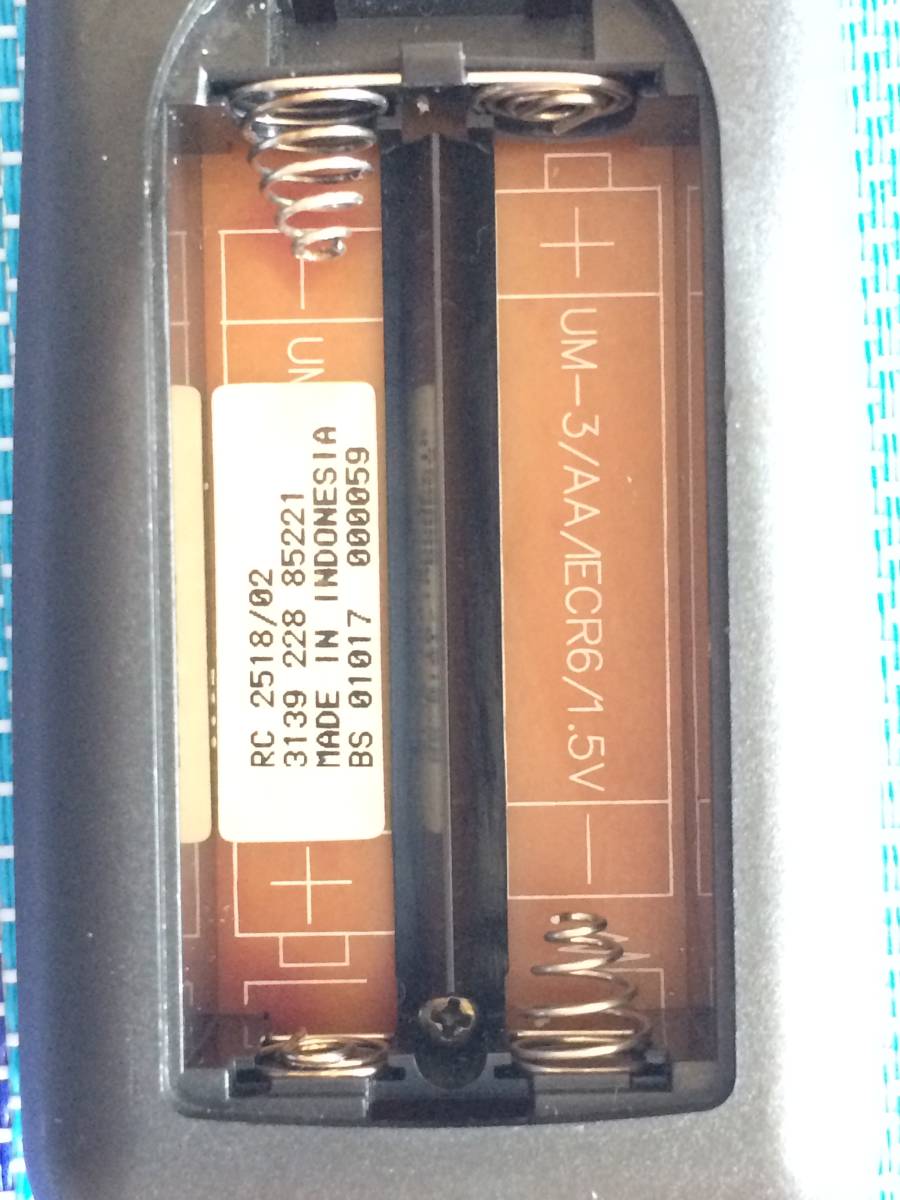 RC 2518/02
3139 228 85221
MADE IN INDONESIA
BS 01017 000059
UM-3/AA/IECR6/1.5V
+
−
−
+